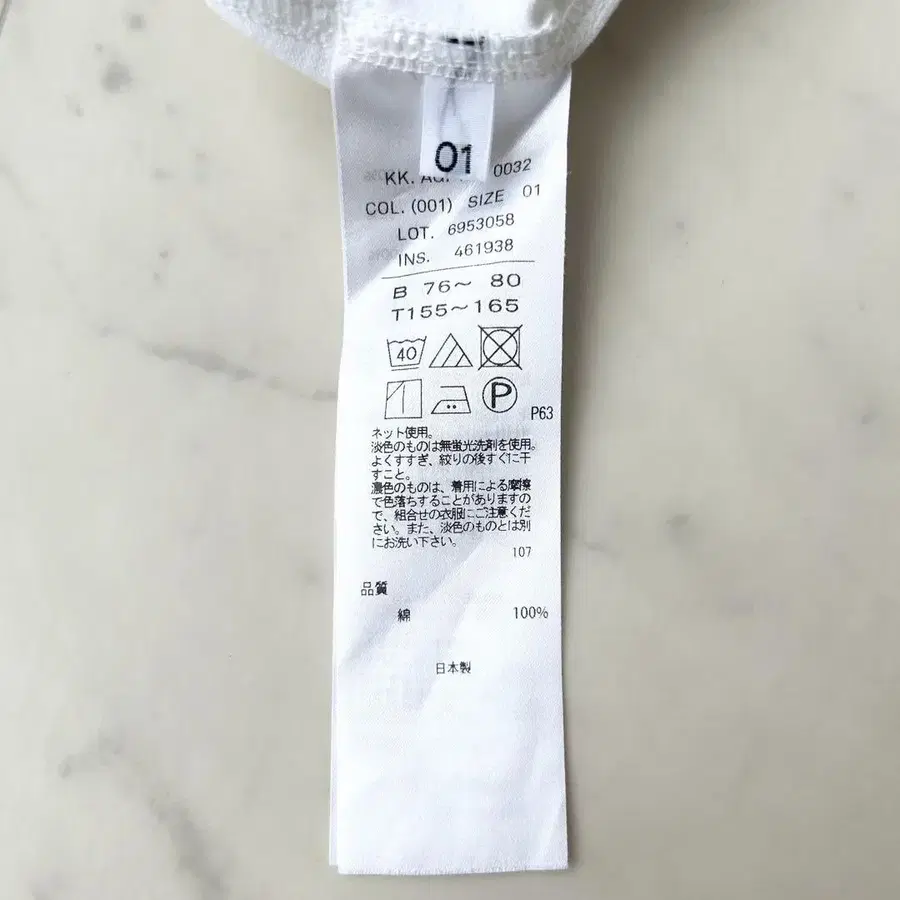 01
KK. 0032
COL. (001) SIZE 01
LOT. 6953058
INS. 461938
B 76~ 80
T155~165
40
P
P63
ネット使用。
淡色のものは無蛍光洗剤を使用。
よくすすぎ、絞りの後すぐに干
すこと。
濃色のものは、着用による摩擦
で色落ちすることがありますの
で、組合せの衣服にご注意くだ
さい。また、淡色のものとは別
にお洗い下さい。
107
品質
綿 100%
日本製